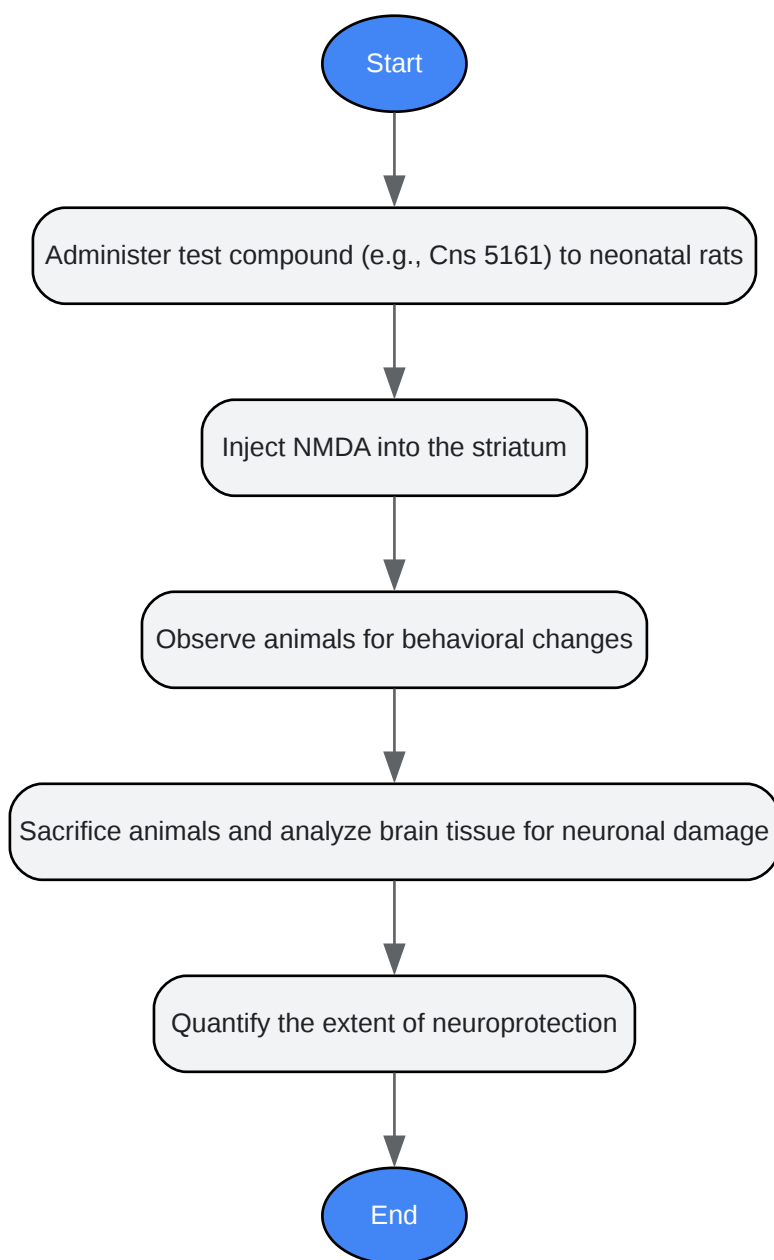 Start
Administer test compound (e.g., Cns 5161) to neonatal rats
Inject NMDA into the striatum
Observe animals for behavioral changes
Sacrifice animals and analyze brain tissue for neuronal damage
Quantify the extent of neuroprotection
End